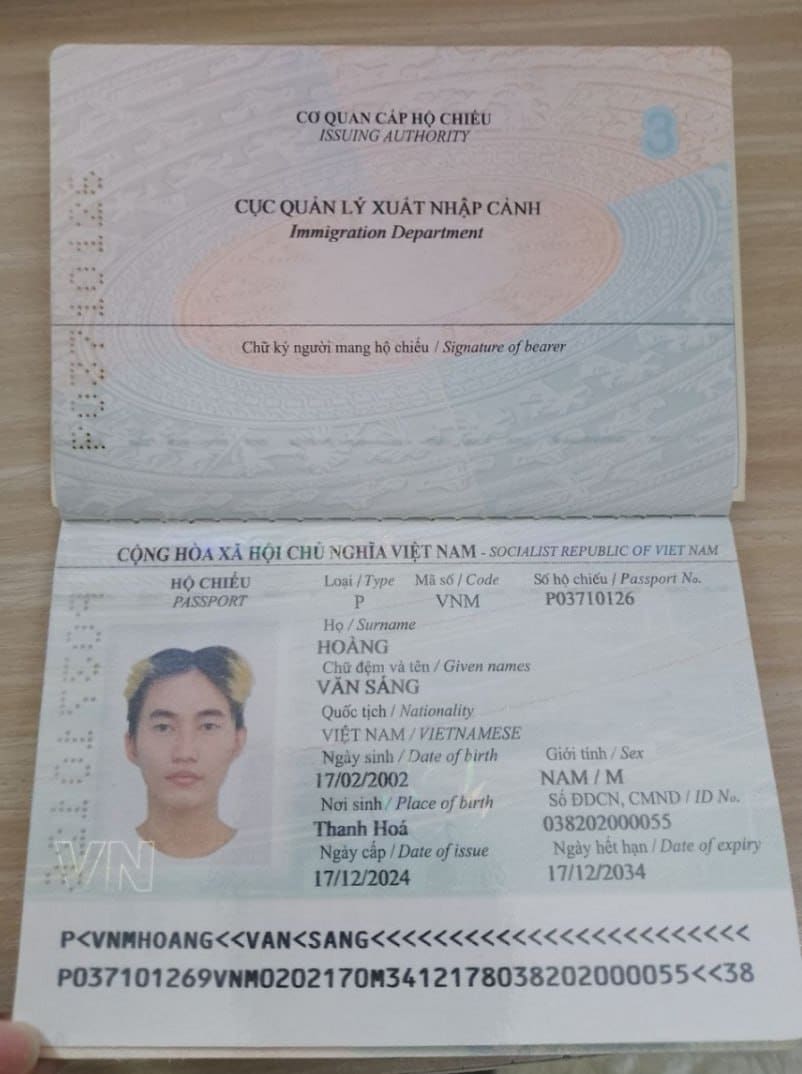 CƠ QUAN CẤP HỘ CHIẾU
ISSUING AUTHORITY
3
CỤC QUẢN LÝ XUẤT NHẬP CẢNH
Immigration Department
Chữ ký người mang hộ chiếu / Signature of bearer
P03710126
CỘNG HÒA XÃ HỘI CHỦ NGHĨA VIỆT NAM - SOCIALIST REPUBLIC OF VIET NAM
HỘ CHIẾU
PASSPORT
Loại / Type Mã số / Code Số hộ chiếu / Passport No.
P VNM P03710126
Họ / Surname
HOÀNG
Chữ đệm và tên / Given names
VĂN SÁNG
Quốc tịch / Nationality
VIỆT NAM / VIETNAMESE
Ngày sinh / Date of birth Giới tính / Sex
17/02/2002 NAM / M
Nơi sinh / Place of birth Số ĐDCN, CMND / ID No.
Thanh Hoá 038202000055
Ngày cấp / Date of issue Ngày hết hạn / Date of expiry
17/12/2024 17/12/2034
VN
P<VNMHOANG<<VAN<SANG<<<<<<<<<<<<<<<<<<<<<<<<
P037101269VNM0202170M3412178038202000055<<38